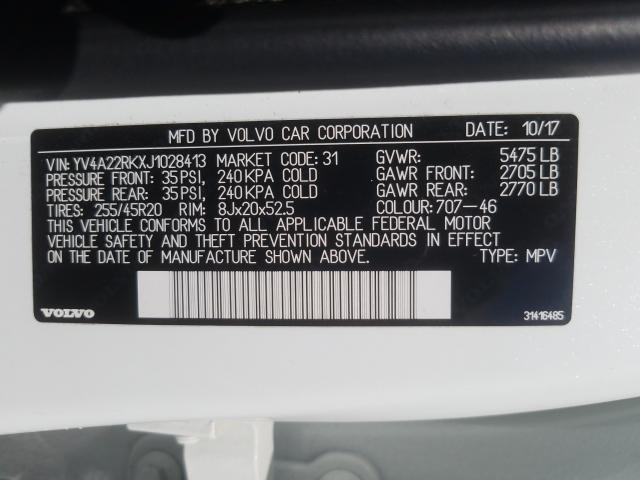 MFD BY VOLVO CAR CORPORATION DATE: 10/17
VIN: YV4A22RKXJ1028413 MARKET CODE: 31 GVWR: 5475 LB
PRESSURE FRONT: 35 PSI, 240 KPA COLD GAWR FRONT: 2705 LB
PRESSURE REAR: 35 PSI, 240 KPA COLD GAWR REAR: 2770 LB
TIRES: 255/45R20 RIM: 8Jx20x52.5 COLOUR: 707-46
THIS VEHICLE CONFORMS TO ALL APPLICABLE FEDERAL MOTOR
VEHICLE SAFETY AND THEFT PREVENTION STANDARDS IN EFFECT
ON THE DATE OF MANUFACTURE SHOWN ABOVE. TYPE: MPV
VOLVO 31416485